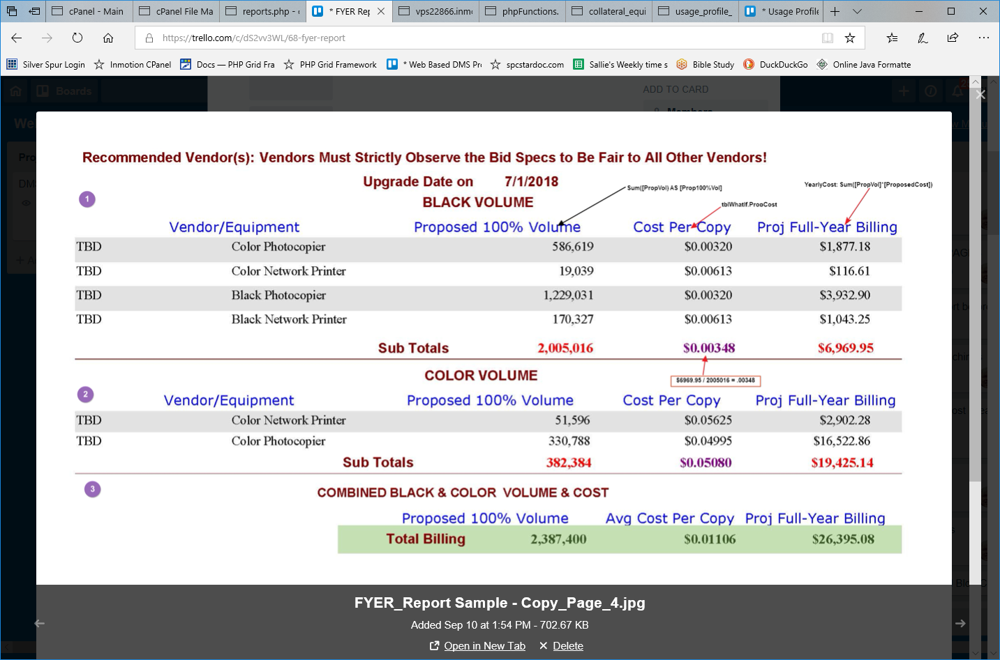 cPanel - Main
cPanel File Ma
reports.php - c
* FYER Rep
vps22866.inmo
phpFunctions.
collateral_equi
usage_profile_
* Usage Profile
https://trello.com/c/dS2vv3WL/68-fyer-report
Silver Spur Login
Inmotion CPanel
Docs — PHP Grid Fra
PHP Grid Framework
* Web Based DMS Pr
spcstardoc.com
Sallie's Weekly time s
Bible Study
DuckDuckGo
Online Java Formatte
Boards
ADD TO CARD
Members
Recommended Vendor(s): Vendors Must Strictly Observe the Bid Specs to Be Fair to All Other Vendors!
Upgrade Date on 7/1/2018
Sum([PropVol) AS [Prop100%Vol]
YearlyCost: Sum([PropVol]*[ProposedCost])
1
BLACK VOLUME
tblWhatIf.PropCost
Vendor/Equipment Proposed 100% Volume Cost Per Copy Proj Full-Year Billing
TBD Color Photocopier 586,619 $0.00320 $1,877.18
TBD Color Network Printer 19,039 $0.00613 $116.61
TBD Black Photocopier 1,229,031 $0.00320 $3,932.90
TBD Black Network Printer 170,327 $0.00613 $1,043.25
Sub Totals 2,005,016 $0.00348 $6,969.95
COLOR VOLUME
$6969.95 / 2005016 = .00348
2
Vendor/Equipment Proposed 100% Volume Cost Per Copy Proj Full-Year Billing
TBD Color Network Printer 51,596 $0.05625 $2,902.28
TBD Color Photocopier 330,788 $0.04995 $16,522.86
Sub Totals 382,384 $0.05080 $19,425.14
3
COMBINED BLACK & COLOR VOLUME & COST
Proposed 100% Volume Avg Cost Per Copy Proj Full-Year Billing
Total Billing 2,387,400 $0.01106 $26,395.08
FYER_Report Sample - Copy_Page_4.jpg
Added Sep 10 at 1:54 PM - 702.67 KB
Open in New Tab
Delete